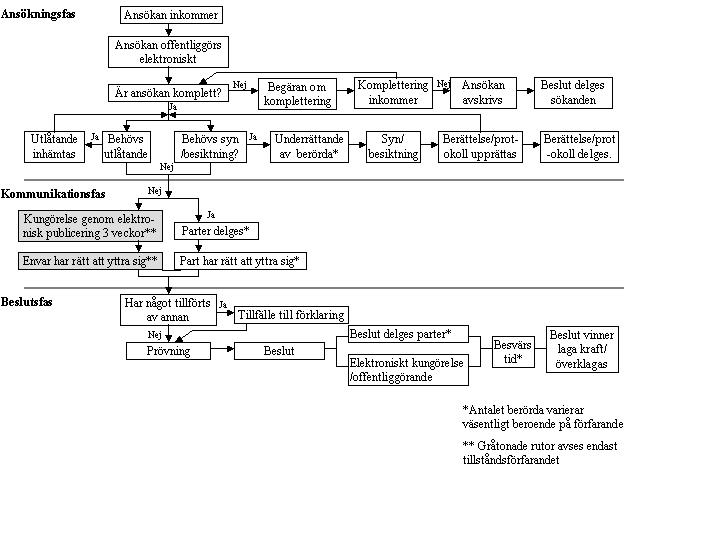 Ansökningsfas
Ansökan inkommer
Ansökan offentliggörs
elektroniskt
Är ansökan komplett?
Nej
Begäran om
komplettering
Komplettering
inkommer
Nej
Ansökan
avskrivs
Beslut delges
sökanden
Ja
Utlåtande
inhämtas
Ja
Behövs
utlåtande
Behövs syn
/besiktning?
Ja
Underrättande
av berörda*
Syn/
besiktning
Berättelse/prot-
okoll upprättas
Berättelse/prot
-okoll delges.
Nej
Kommunikationsfas
Nej
Ja
Kungörelse genom elektro-
nisk publicering 3 veckor**
Parter delges*
Envar har rätt att yttra sig**
Part har rätt att yttra sig*
Beslutsfas
Har något tillförts
av annan
Ja
Tillfälle till förklaring
Nej
Prövning
Beslut
Beslut delges parter*
Elektroniskt kungörelse
/offentliggörande
Besvärs
tid*
Beslut vinner
laga kraft/
överklagas
*Antalet berörda varierar
väsentligt beroende på förfarande
** Gråtonade rutor avses endast
tillståndsförfarandet